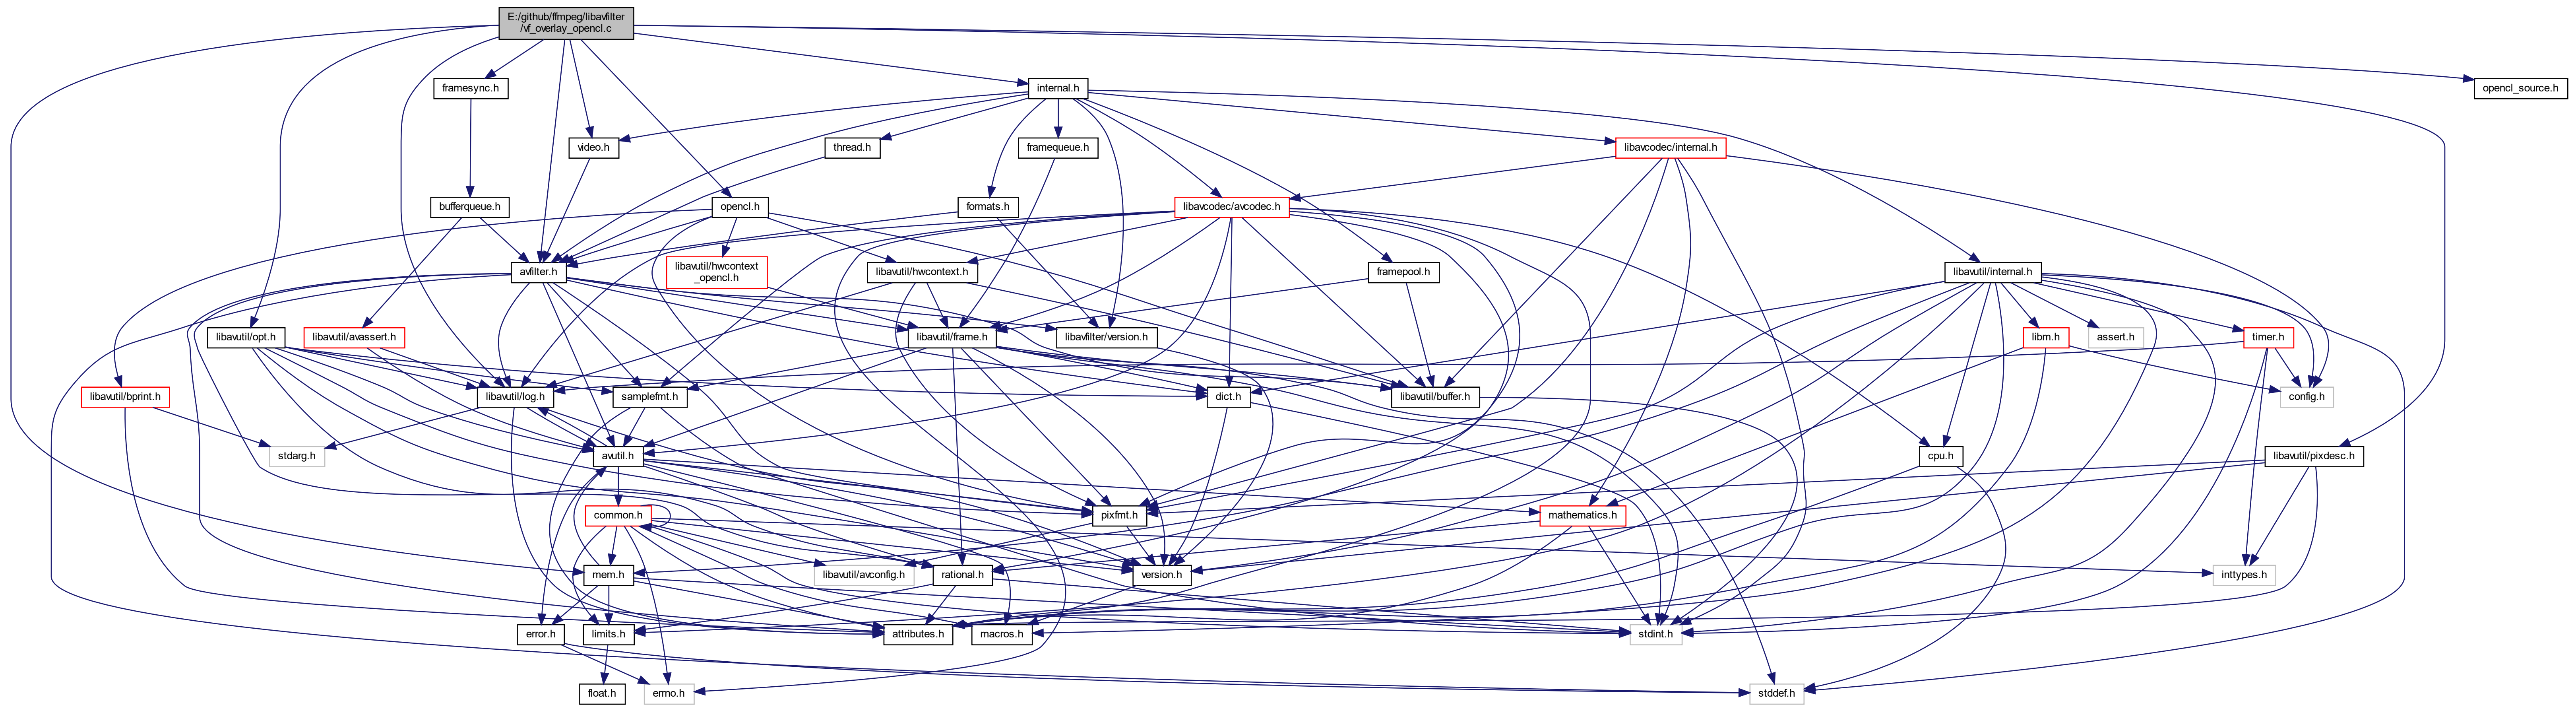 E:/github/ffmpeg/libavfilter
/vf_overlay_opencl.c
framesync.h
internal.h
opencl_source.h
video.h
thread.h
framequeue.h
libavcodec/internal.h
bufferqueue.h
opencl.h
formats.h
libavcodec/avcodec.h
avfilter.h
libavutil/hwcontext
_opencl.h
libavutil/hwcontext.h
framepool.h
libavutil/internal.h
libavutil/opt.h
libavutil/avassert.h
libavutil/frame.h
libavfilter/version.h
libm.h
assert.h
timer.h
libavutil/bprint.h
libavutil/log.h
samplefmt.h
dict.h
libavutil/buffer.h
config.h
stdarg.h
avutil.h
cpu.h
libavutil/pixdesc.h
common.h
pixfmt.h
mathematics.h
mem.h
libavutil/avconfig.h
rational.h
version.h
inttypes.h
error.h
limits.h
attributes.h
macros.h
stdint.h
float.h
errno.h
stddef.h